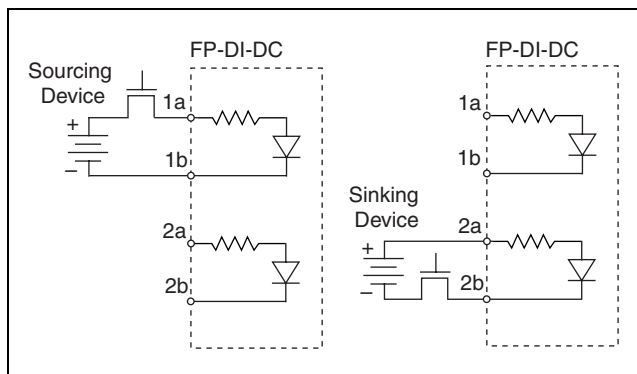 FP-DI-DC
Sourcing
Device
1a
+
–
1b
2a
2b
FP-DI-DC
1a
1b
Sinking
Device
2a
+
–
2b